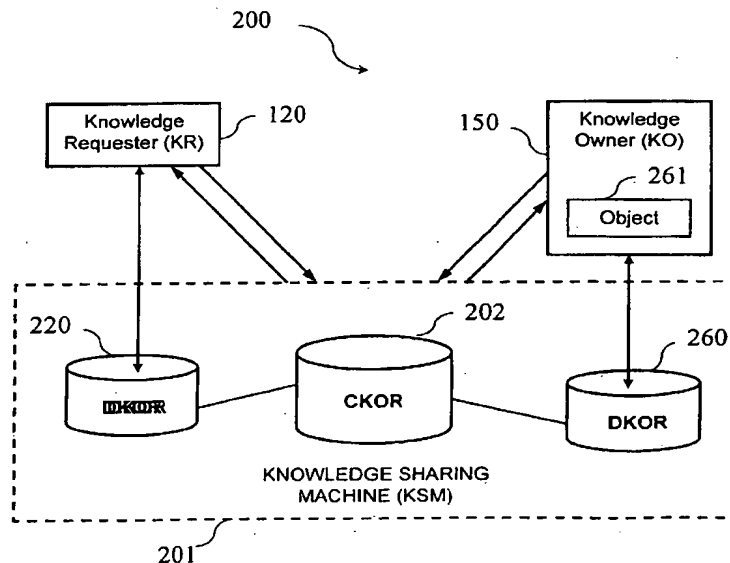 200
Knowledge
Requester (KR)
120
150
Knowledge
Owner (KO)
261
Object
220
202
260
CKOR
DKOR
KNOWLEDGE SHARING
MACHINE (KSM)
201